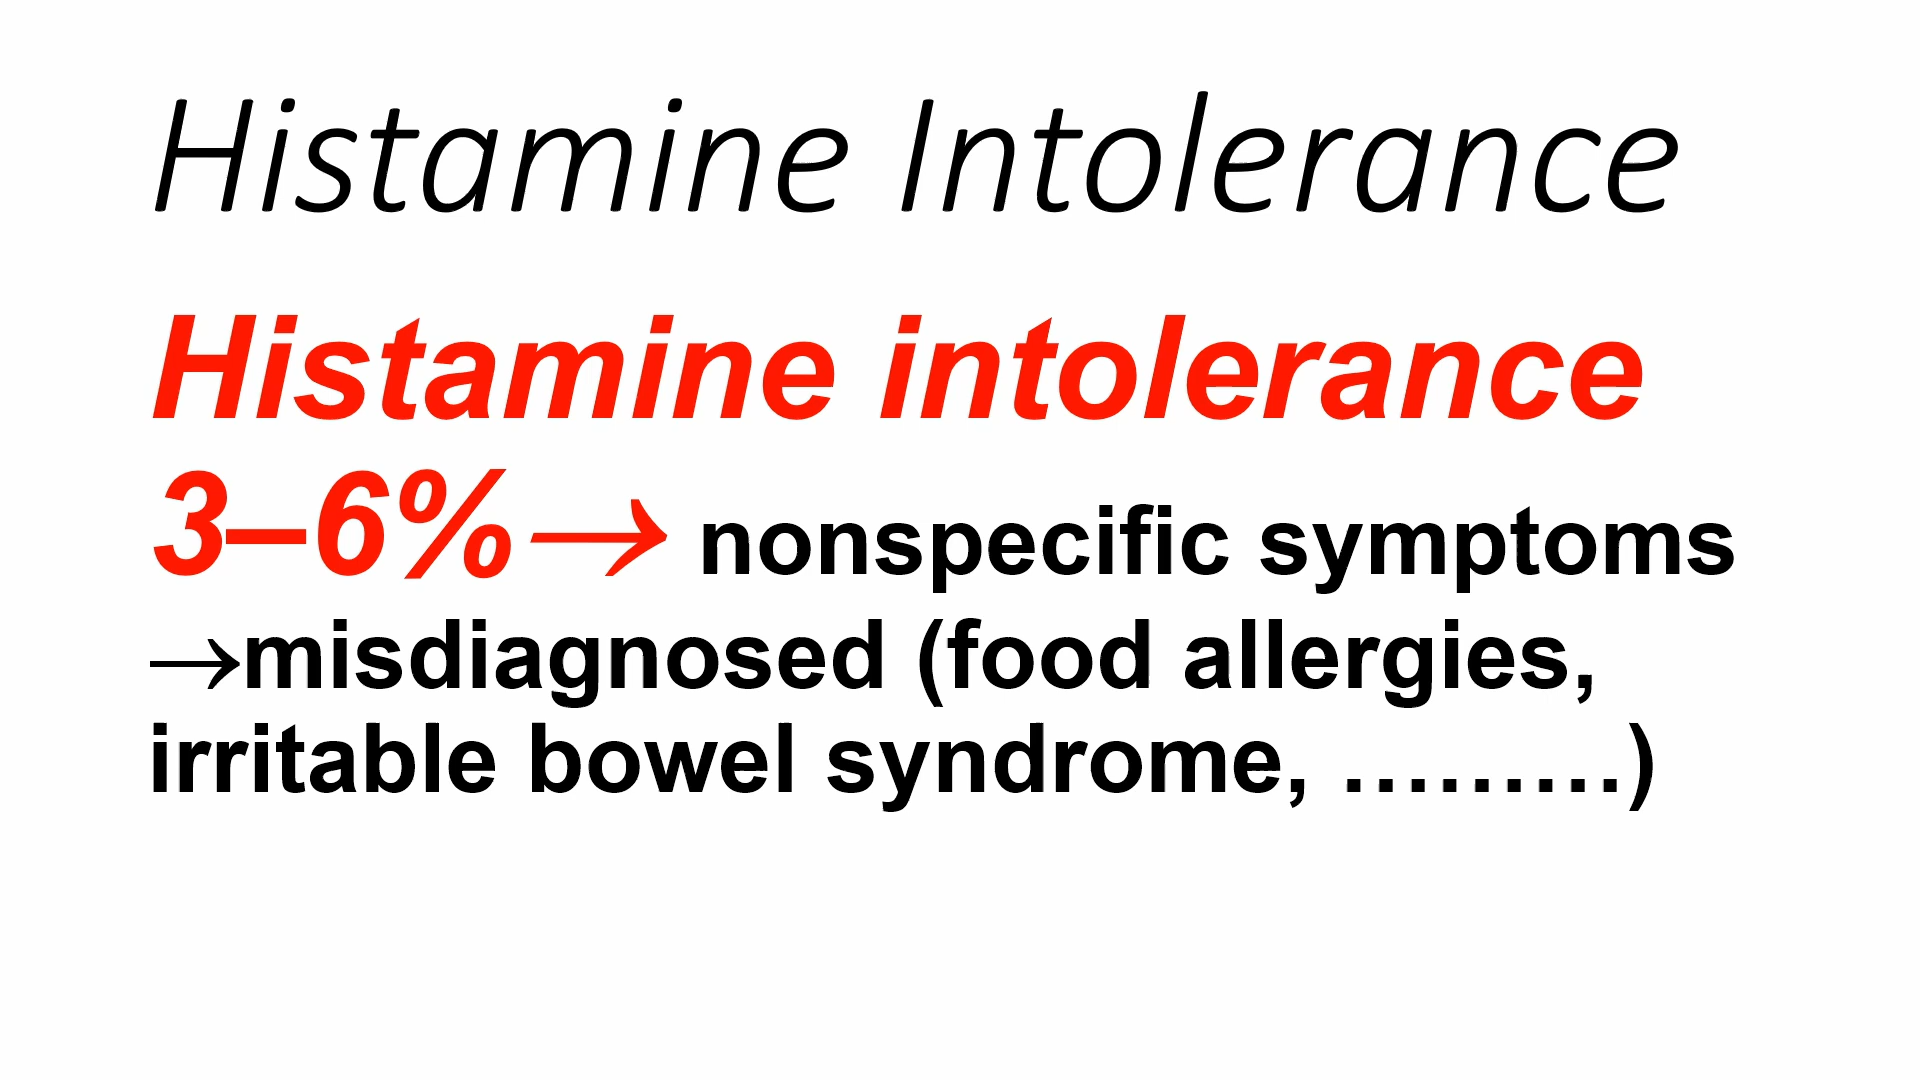 Histamine Intolerance
Histamine intolerance
3–6%→ nonspecific symptoms
→misdiagnosed (food allergies,
irritable bowel syndrome, ………)